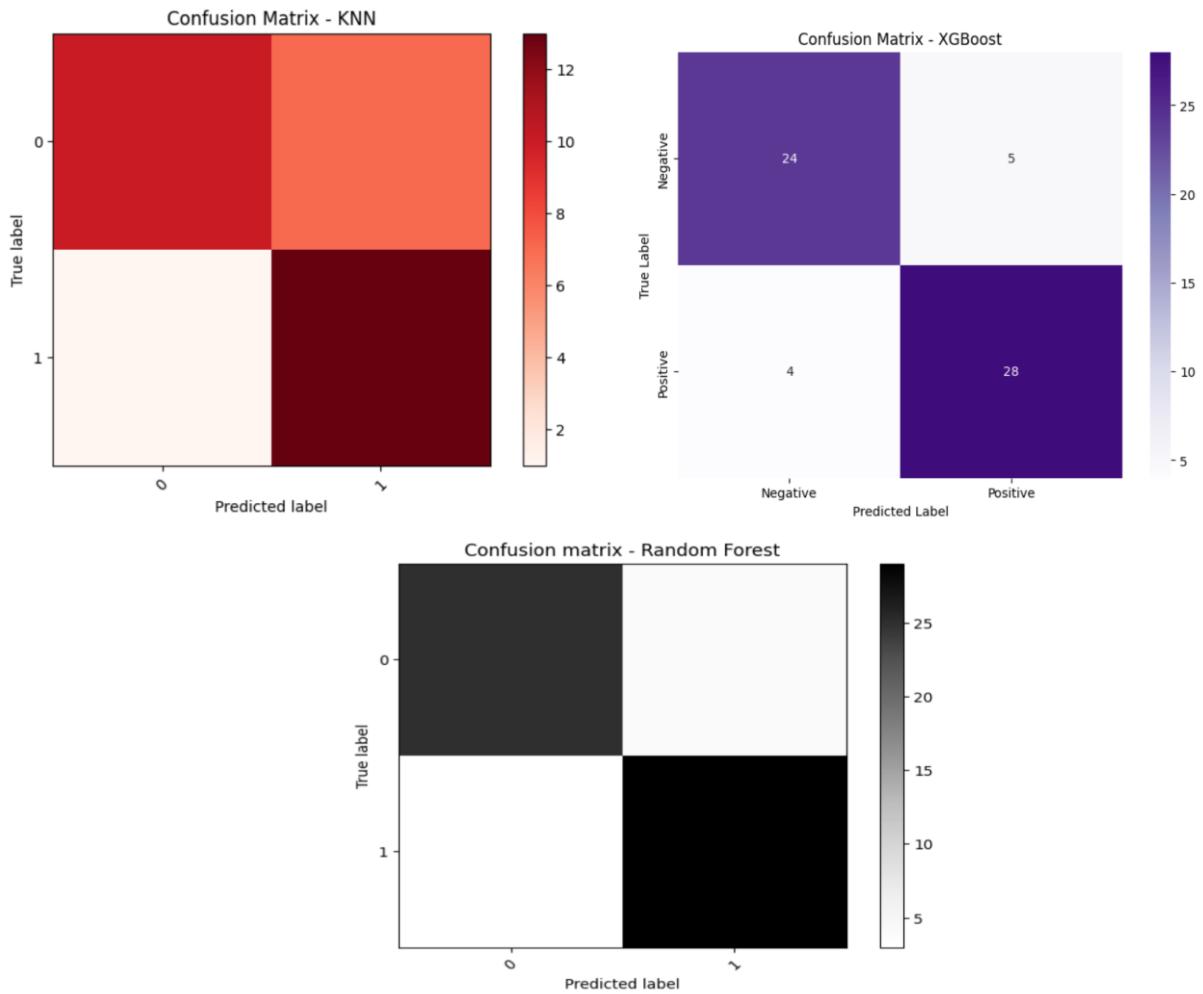 Confusion Matrix - KNN
True label
0
1
0
1
Predicted label
12
10
8
6
4
2
Confusion Matrix - XGBoost
True Label
Negative
Positive
24
5
4
28
Negative
Positive
Predicted Label
25
20
15
10
5
Confusion matrix - Random Forest
True label
0
1
0
1
Predicted label
25
20
15
10
5